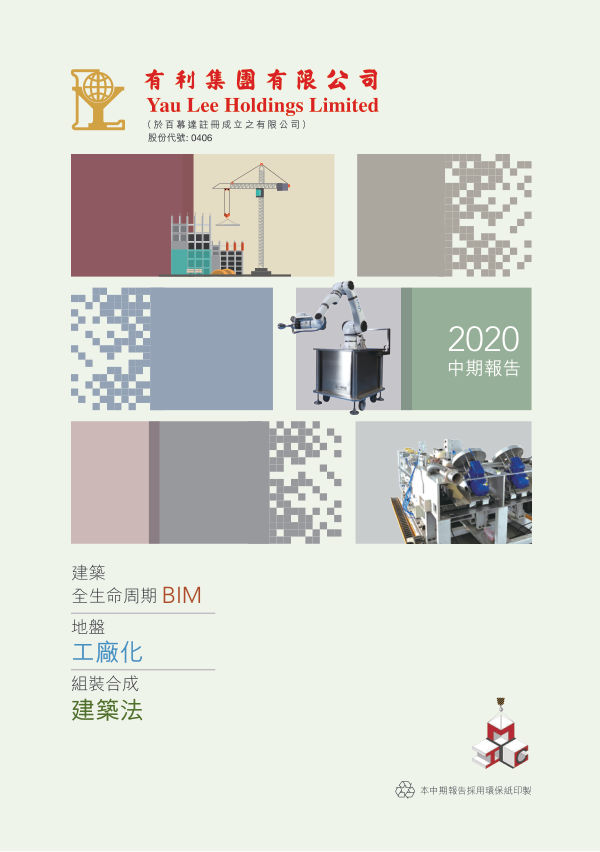 有利集團有限公司
Yau Lee Holdings Limited
(於百慕達註冊成立之有限公司)
股份代號: 0406
2020
中期報告
建築
全生命周期 BIM
地盤
工廠化
組裝合成
建築法
M
i C
本中期報告採用環保紙印製